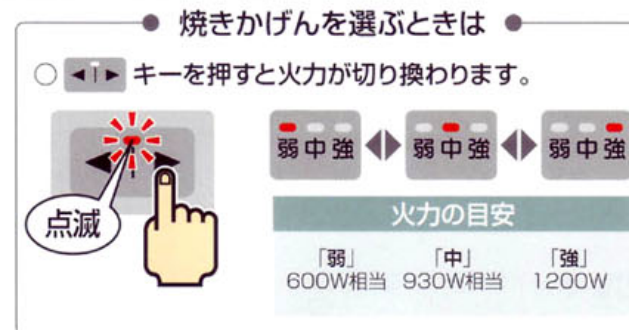 焼きかげんを選ぶときは
キーを押すと火力が切り換わります。
点滅
弱 中 強
弱 中 強
弱 中 強
火力の目安
「弱」 「中」 「強」
600W相当 930W相当 1200W